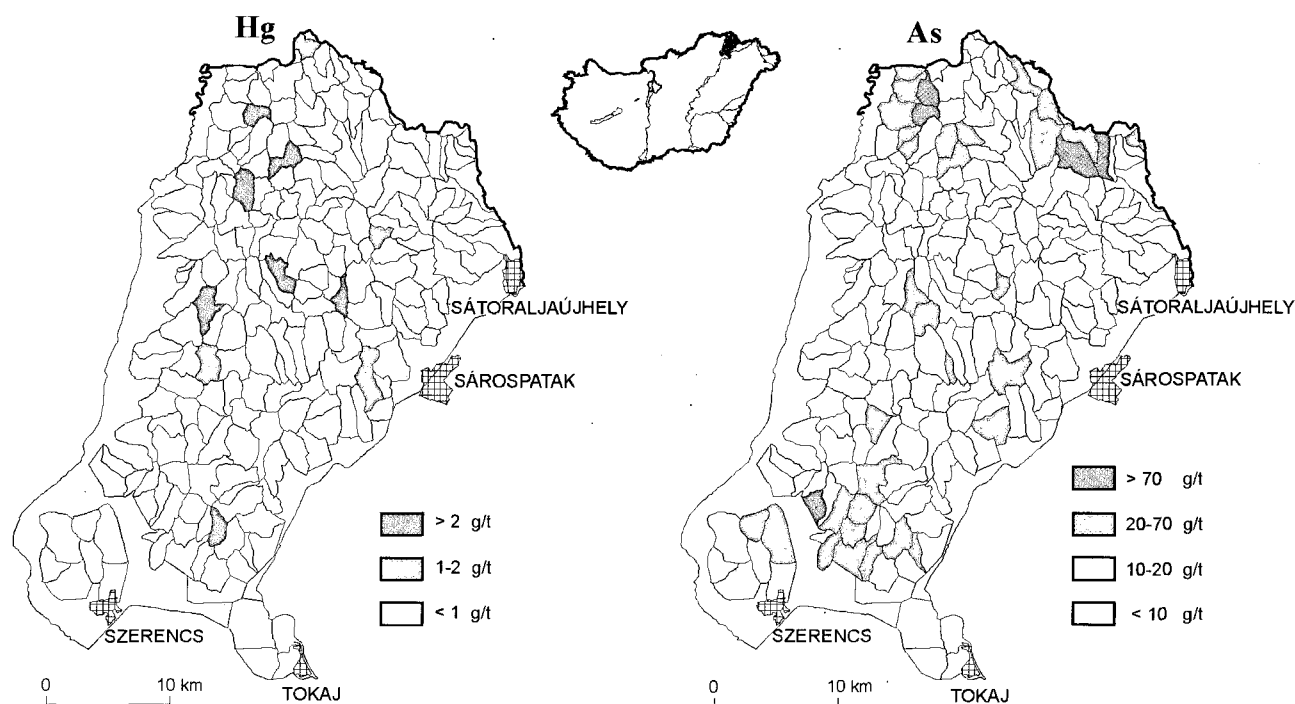 Hg
SÁTORALJAÚJHELY
SÁROSPATAK
> 2 g/t
1-2 g/t
< 1 g/t
SZERENCS
TOKAJ
0 10 km
As
SÁTORALJAÚJHELY
SÁROSPATAK
> 70 g/t
20-70 g/t
10-20 g/t
< 10 g/t
SZERENCS
TOKAJ
0 10 km